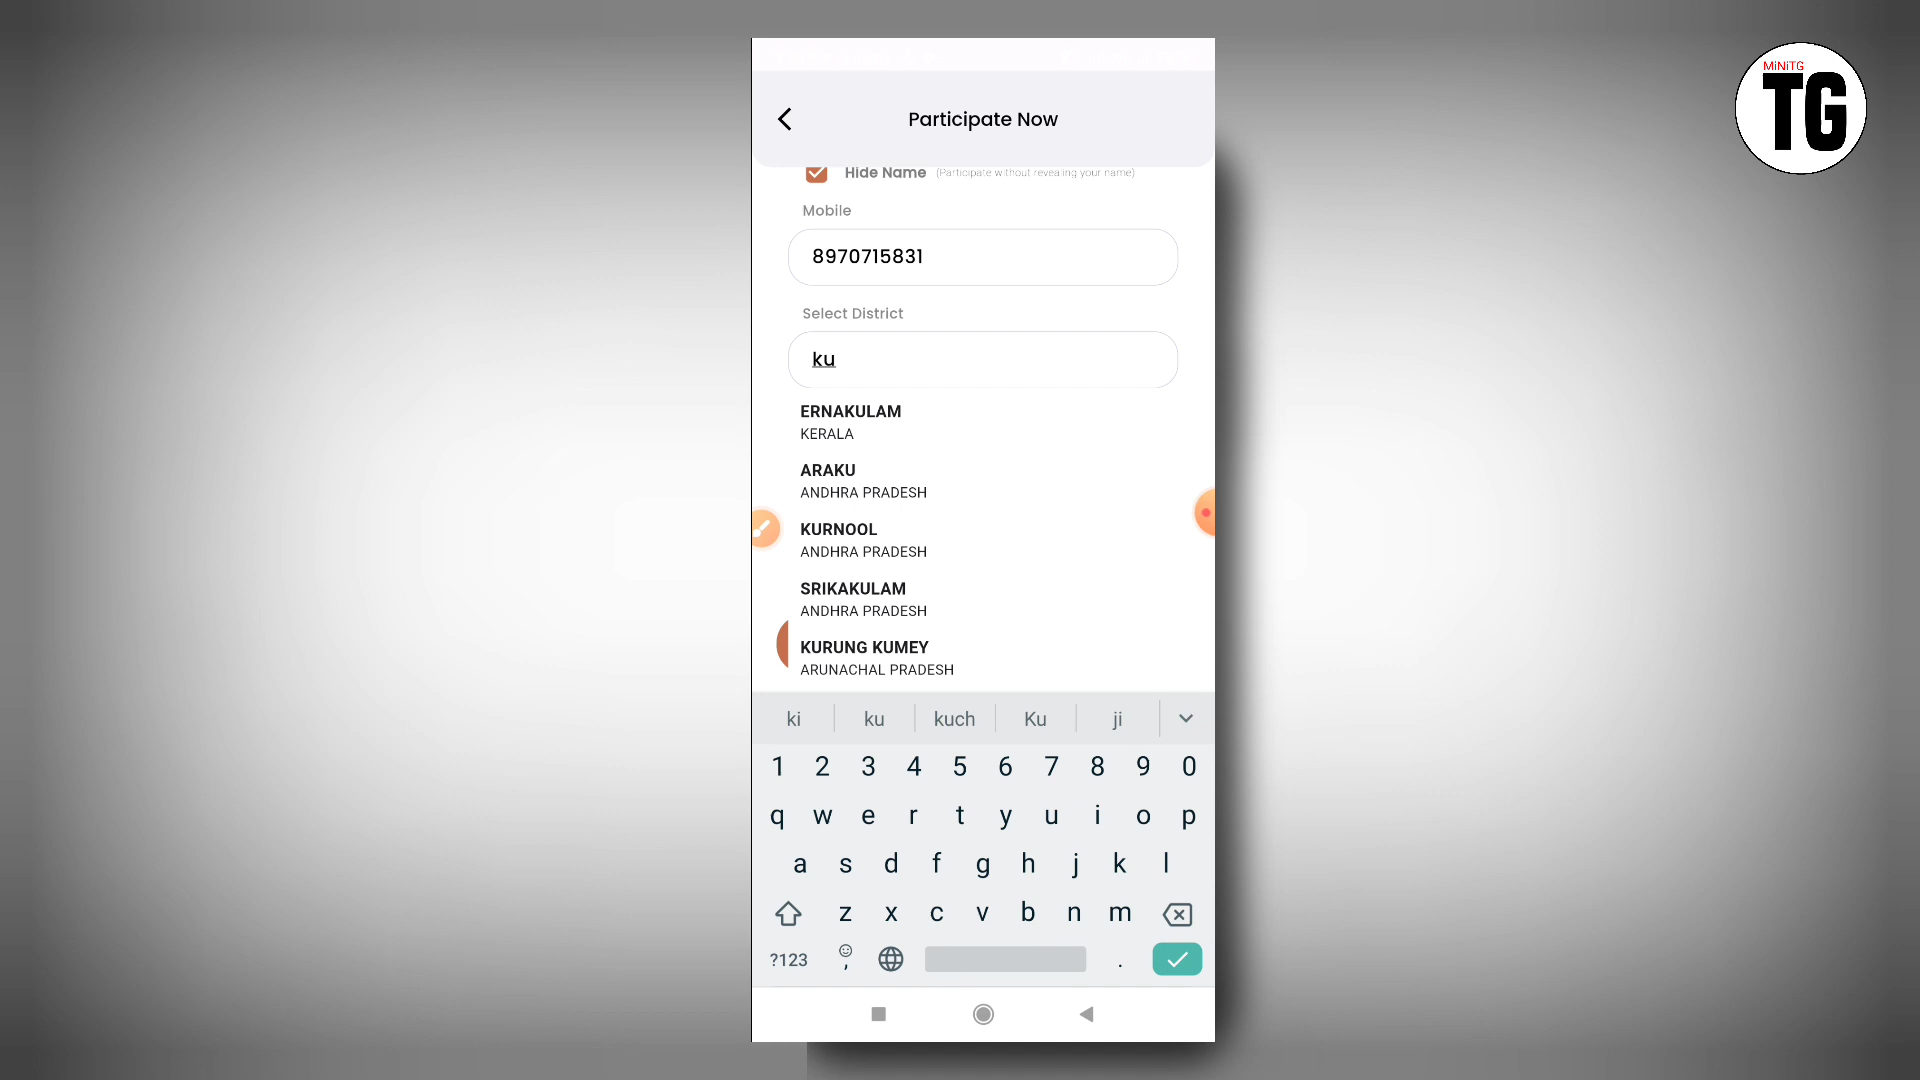 MiNiTG
TG
Participate Now
Hide Name (Participate without revealing your name)
Mobile
8970715831
Select District
ku
ERNAKULAM
KERALA
ARAKU
ANDHRA PRADESH
KURNOOL
ANDHRA PRADESH
SRIKAKULAM
ANDHRA PRADESH
KURUNG KUMEY
ARUNACHAL PRADESH
ki ku kuch Ku ji
1 2 3 4 5 6 7 8 9 0
q w e r t y u i o p
a s d f g h j k l
z x c v b n m
?123 , .